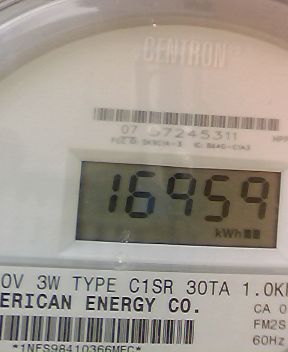 CENTRON
07 57245311
16959
kWh
0V 3W TYPE C1SR 30TA 1.0K
ERICAN ENERGY CO.
CA 0
FM2S
60Hz
*1NFS98410366MEC*